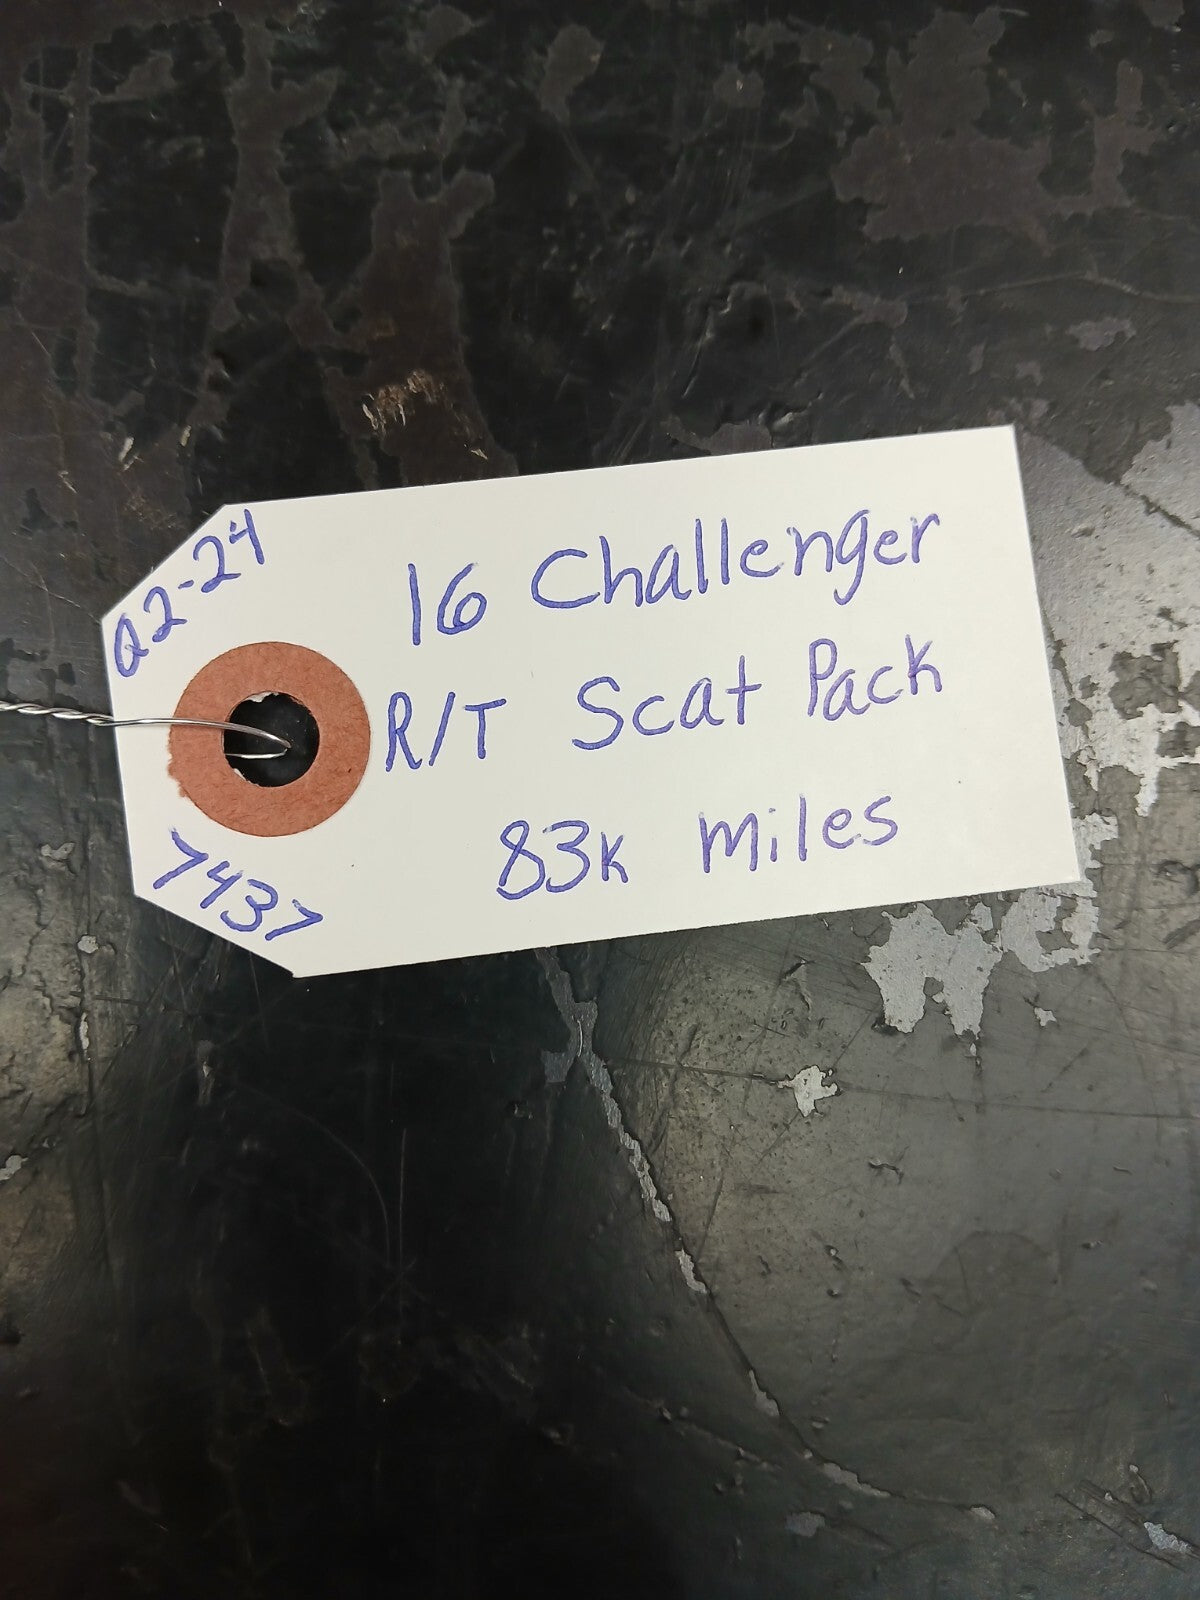 Q2-24
16 Challenger
R/T Scat Pack
83K Miles
7437